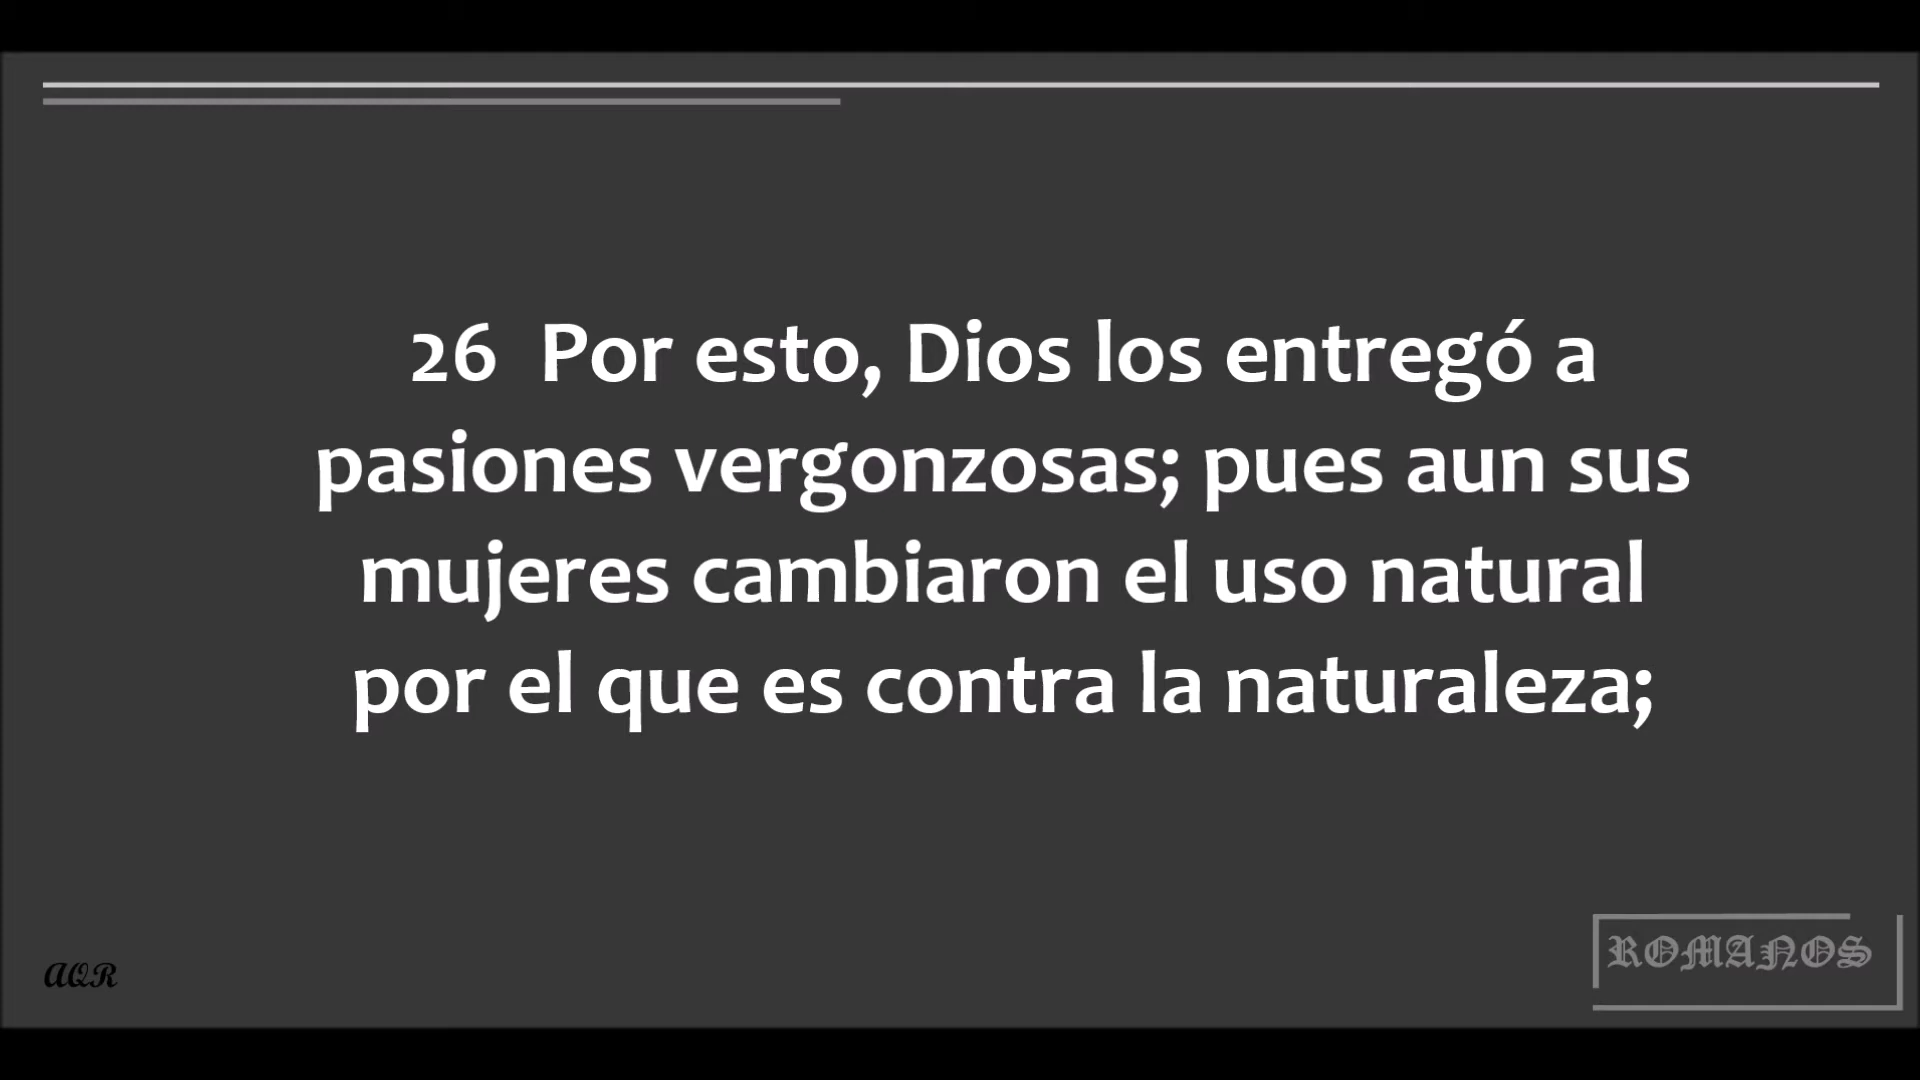 26  Por esto, Dios los entregó a
pasiones vergonzosas; pues aun sus
mujeres cambiaron el uso natural
por el que es contra la naturaleza;
AQR
ROMANOS